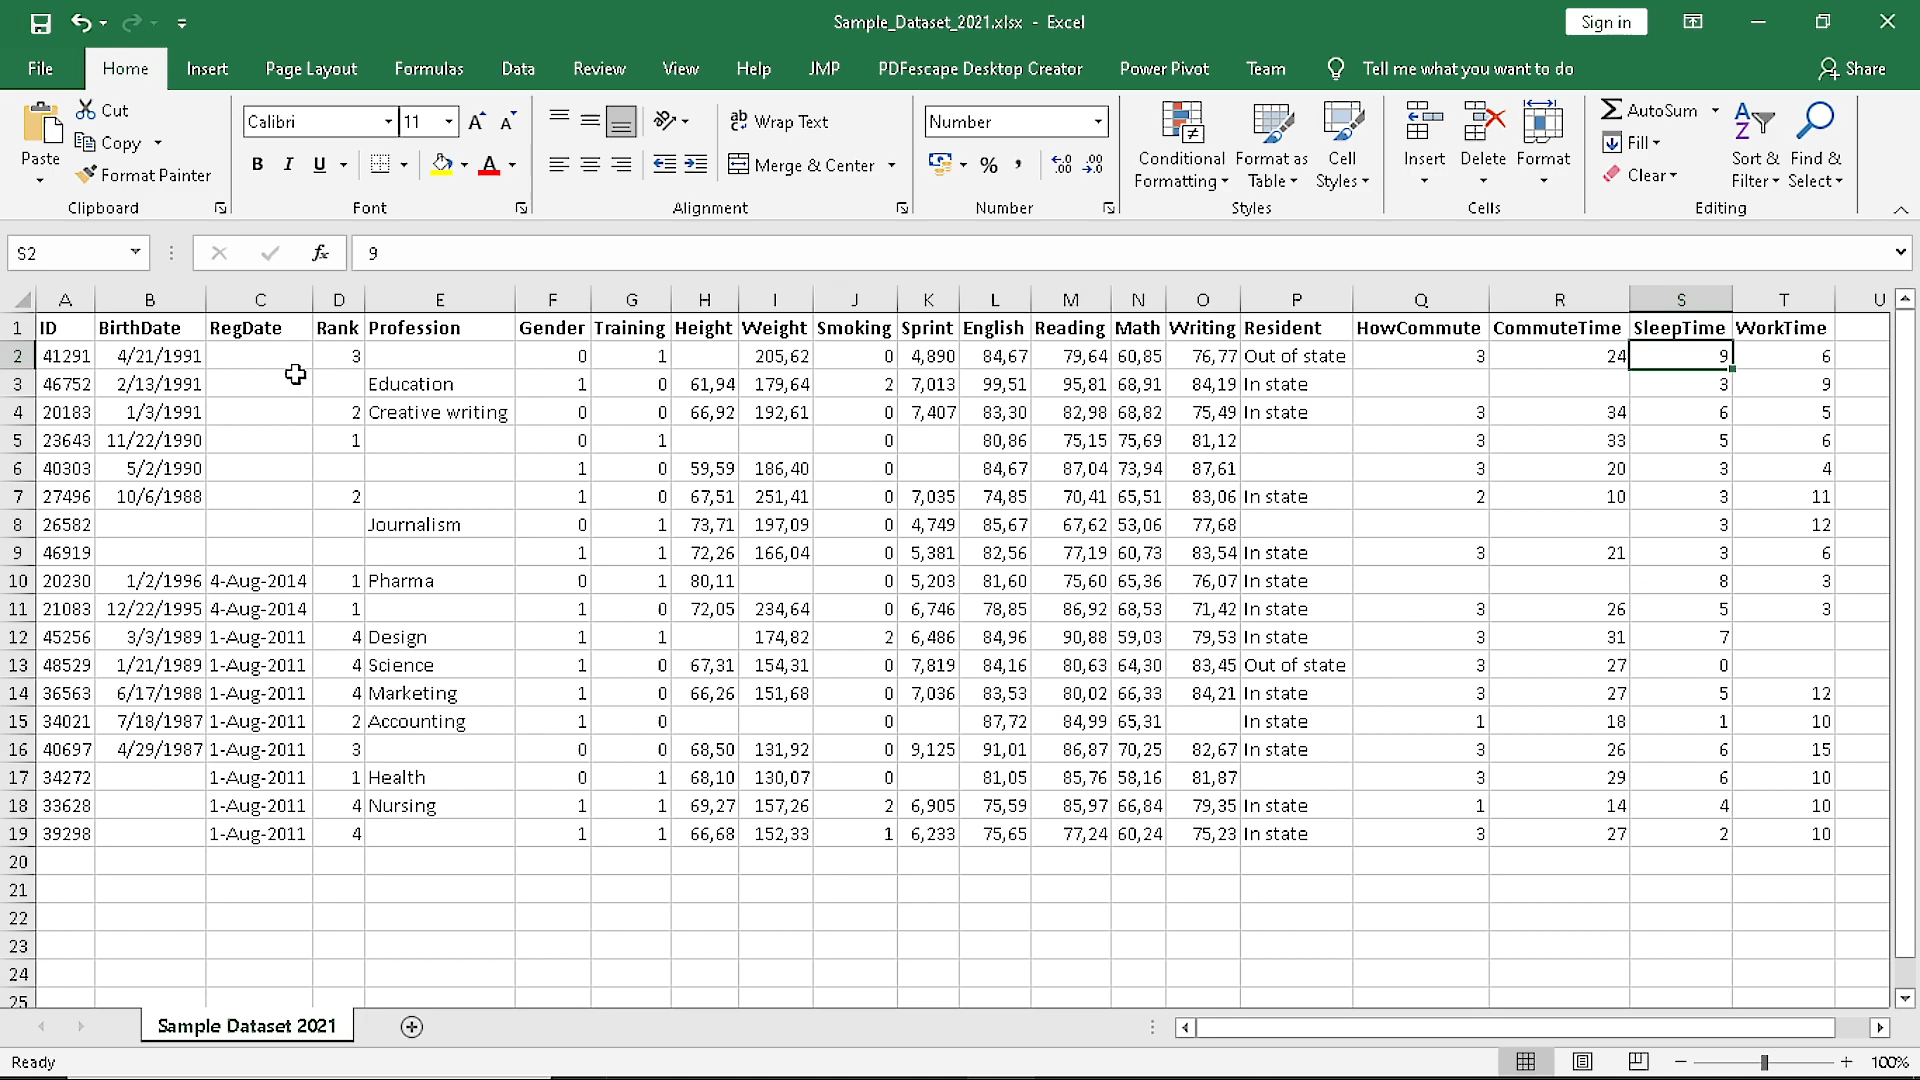 Sample_Dataset_2021.xlsx - Excel
Sign in
File Home Insert Page Layout Formulas Data Review View Help JMP PDFescape Desktop Creator Power Pivot Team Tell me what you want to do Share
Paste
Cut
Copy
Format Painter
Clipboard
Calibri 11
B I U
Font
Wrap Text
Merge & Center
Alignment
Number
%
Number
Conditional Formatting
Format as Table
Cell Styles
Styles
Insert
Delete
Format
Cells
AutoSum
Fill
Clear
Sort & Filter
Find & Select
Editing
S2 fx 9
A B C D E F G H I J K L M N O P Q R S T U
1 ID BirthDate RegDate Rank Profession Gender Training Height Weight Smoking Sprint English Reading Math Writing Resident HowCommute CommuteTime SleepTime WorkTime
2 41291 4/21/1991 3 0 1 205,62 0 4,890 84,67 79,64 60,85 76,77 Out of state 3 24 9 6
3 46752 2/13/1991 Education 1 0 61,94 179,64 2 7,013 99,51 95,81 68,91 84,19 In state 3 9
4 20183 1/3/1991 2 Creative writing 0 0 66,92 192,61 0 7,407 83,30 82,98 68,82 75,49 In state 3 34 6 5
5 23643 11/22/1990 1 0 1 0 80,86 75,15 75,69 81,12 3 33 5 6
6 40303 5/2/1990 1 0 59,59 186,40 0 84,67 87,04 73,94 87,61 3 20 3 4
7 27496 10/6/1988 2 1 0 67,51 251,41 0 7,035 74,85 70,41 65,51 83,06 In state 2 10 3 11
8 26582 Journalism 0 1 73,71 197,09 0 4,749 85,67 67,62 53,06 77,68 3 12
9 46919 1 1 72,26 166,04 0 5,381 82,56 77,19 60,73 83,54 In state 3 21 3 6
10 20230 1/2/1996 4-Aug-2014 1 Pharma 0 1 80,11 0 5,203 81,60 75,60 65,36 76,07 In state 8 3
11 21083 12/22/1995 4-Aug-2014 1 1 0 72,05 234,64 0 6,746 78,85 86,92 68,53 71,42 In state 3 26 5 3
12 45256 3/3/1989 1-Aug-2011 4 Design 1 1 174,82 2 6,486 84,96 90,88 59,03 79,53 In state 3 31 7
13 48529 1/21/1989 1-Aug-2011 4 Science 1 0 67,31 154,31 0 7,819 84,16 80,63 64,30 83,45 Out of state 3 27 0
14 36563 6/17/1988 1-Aug-2011 4 Marketing 1 0 66,26 151,68 0 7,036 83,53 80,02 66,33 84,21 In state 3 27 5 12
15 34021 7/18/1987 1-Aug-2011 2 Accounting 1 0 0 87,72 84,99 65,31 In state 1 18 1 10
16 40697 4/29/1987 1-Aug-2011 3 0 0 68,50 131,92 0 9,125 91,01 86,87 70,25 82,67 In state 3 26 6 15
17 34272 1-Aug-2011 1 Health 0 1 68,10 130,07 0 81,05 85,76 58,16 81,87 3 29 6 10
18 33628 1-Aug-2011 4 Nursing 1 1 69,27 157,26 2 6,905 75,59 85,97 66,84 79,35 In state 1 14 4 10
19 39298 1-Aug-2011 4 1 1 66,68 152,33 1 6,233 75,65 77,24 60,24 75,23 In state 3 27 2 10
20
21
22
23
24
25
Sample Dataset 2021
Ready 100%